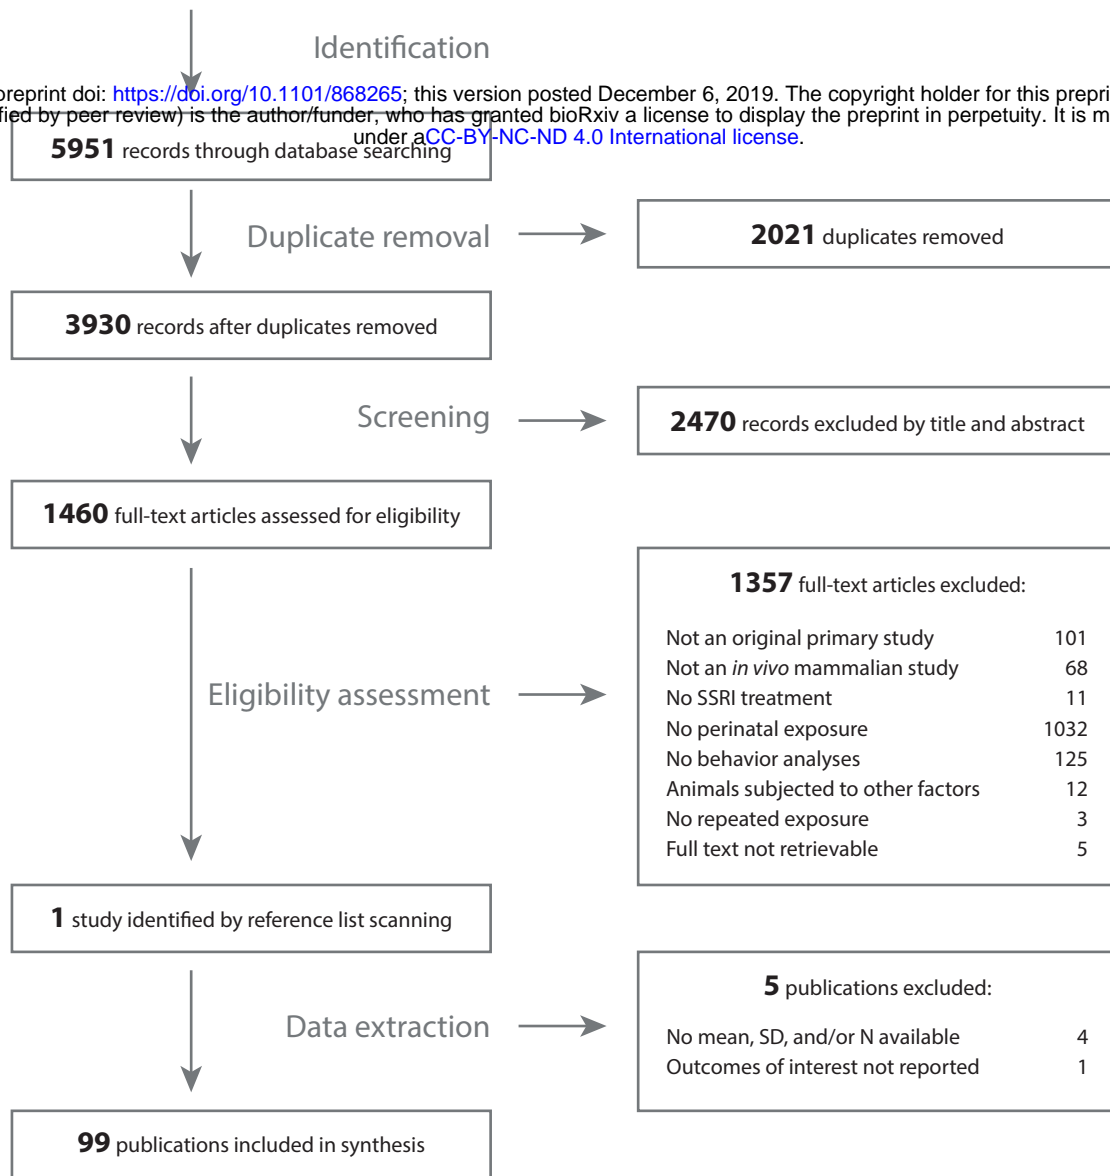 Identification
preprint doi: https://doi.org/10.1101/868265; this version posted December 6, 2019. The copyright holder for this
under aCC-BY-NC-ND 4.0 International license.
by peer review) is the author/funder, who has granted bioRxiv a license to display the preprint in perpetuity. It is
5951 records through database searching
Duplicate removal
2021 duplicates removed
3930 records after duplicates removed
Screening
2470 records excluded by title and abstract
1460 full-text articles assessed for eligibility
1357 full-text articles excluded:
Not an original primary study 101
Not an in vivo mammalian study 68
No SSRI treatment 11
No perinatal exposure 1032
No behavior analyses 125
Animals subjected to other factors 12
No repeated exposure 3
Full text not retrievable 5
Eligibility assessment
1 study identified by reference list scanning
5 publications excluded:
No mean, SD, and/or N available 4
Outcomes of interest not reported 1
Data extraction
99 publications included in synthesis